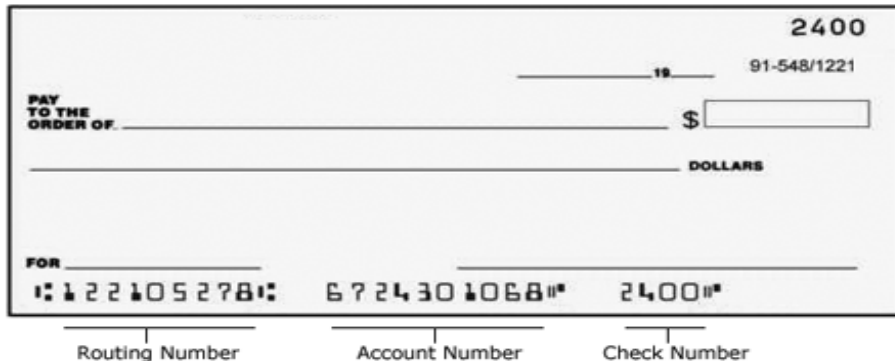 2400
19 91-548/1221
PAY
TO THE
ORDER OF $
DOLLARS
FOR
⑆122105278⑆ 6724301068⑈ 2400⑈
Routing Number Account Number Check Number